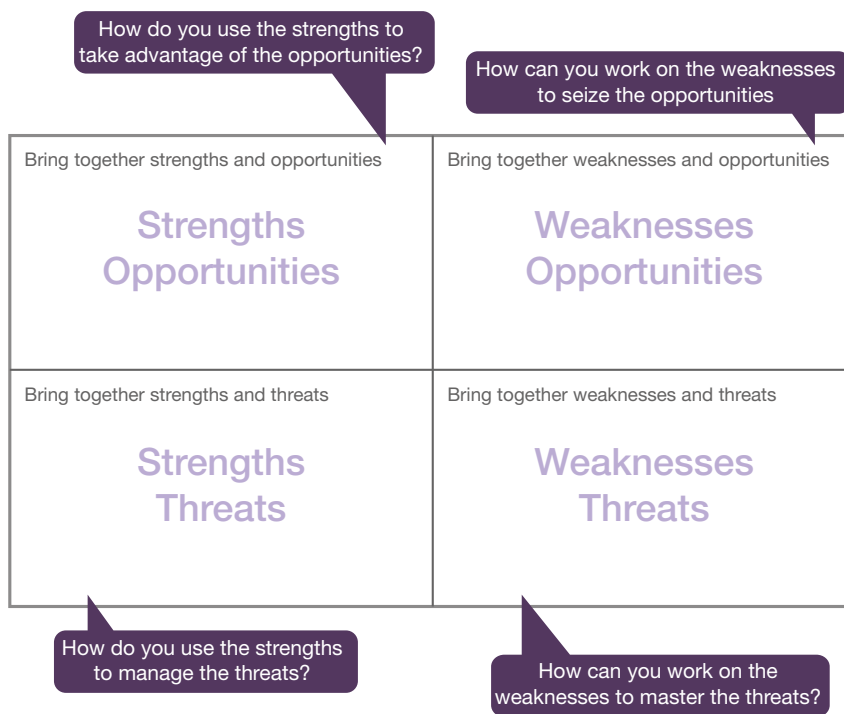 How do you use the strengths to
take advantage of the opportunities?
How can you work on the weaknesses
to seize the opportunities
Bring together strengths and opportunities
Strengths
Opportunities
Bring together weaknesses and opportunities
Weaknesses
Opportunities
Bring together strengths and threats
Strengths
Threats
Bring together weaknesses and threats
Weaknesses
Threats
How do you use the strengths
to manage the threats?
How can you work on the
weaknesses to master the threats?